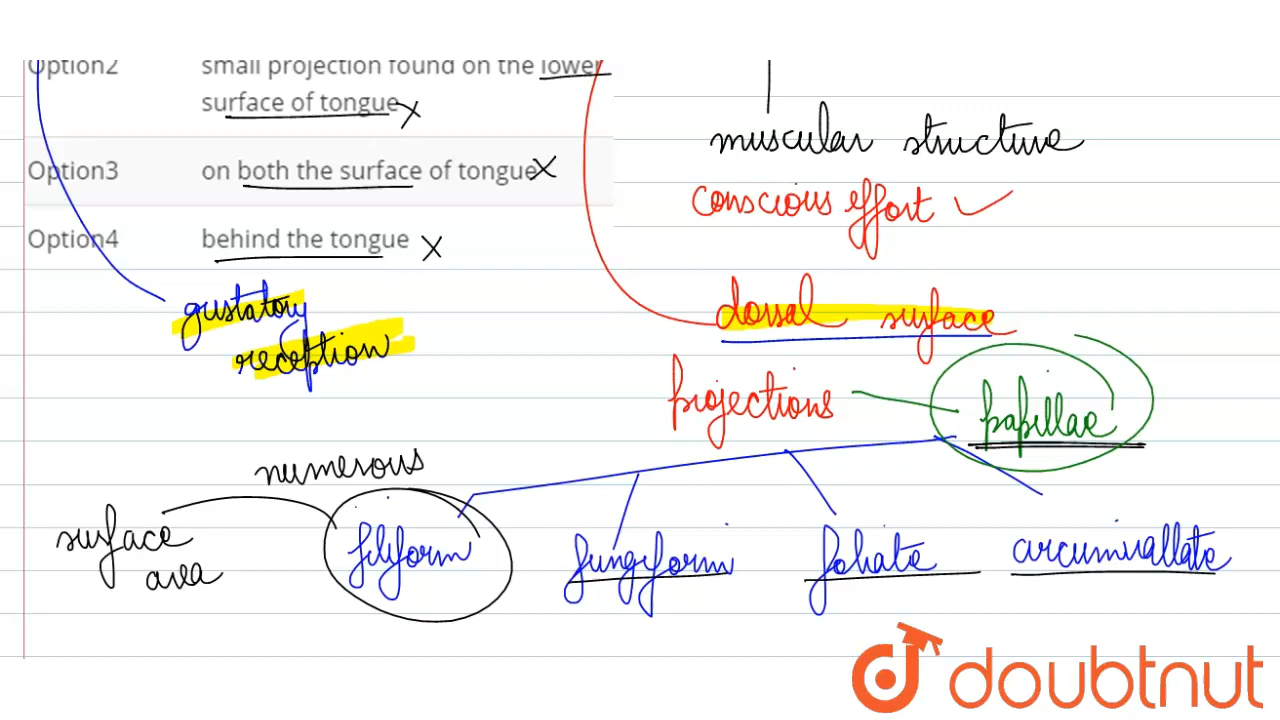 Option2 small projection found on the lower
surface of tongue X
Option3 on both the surface of tongue X
Option4 behind the tongue X
gustatory
reception
muscular structure
conscious effort ✓
dorsal surface
projections
papillae
numerous
surface
area
filiform
fungiform
foliate
circumvallate
doubtnut